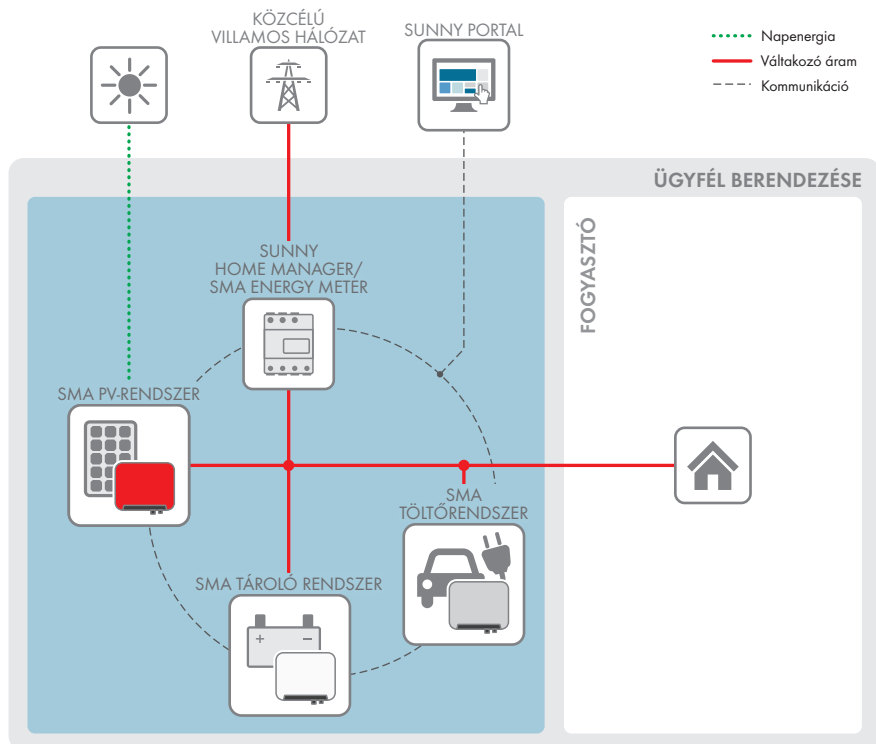 KÖZCÉLÚ
VILLAMOS HÁLÓZAT
SUNNY PORTAL
Napenergia
Váltakozó áram
Kommunikáció
ÜGYFÉL BERENDEZÉSE
FOGYASZTÓ
SUNNY
HOME MANAGER/
SMA ENERGY METER
SMA PV-RENDSZER
SMA
TÖLTŐRENDSZER
SMA TÁROLÓ RENDSZER
+ −